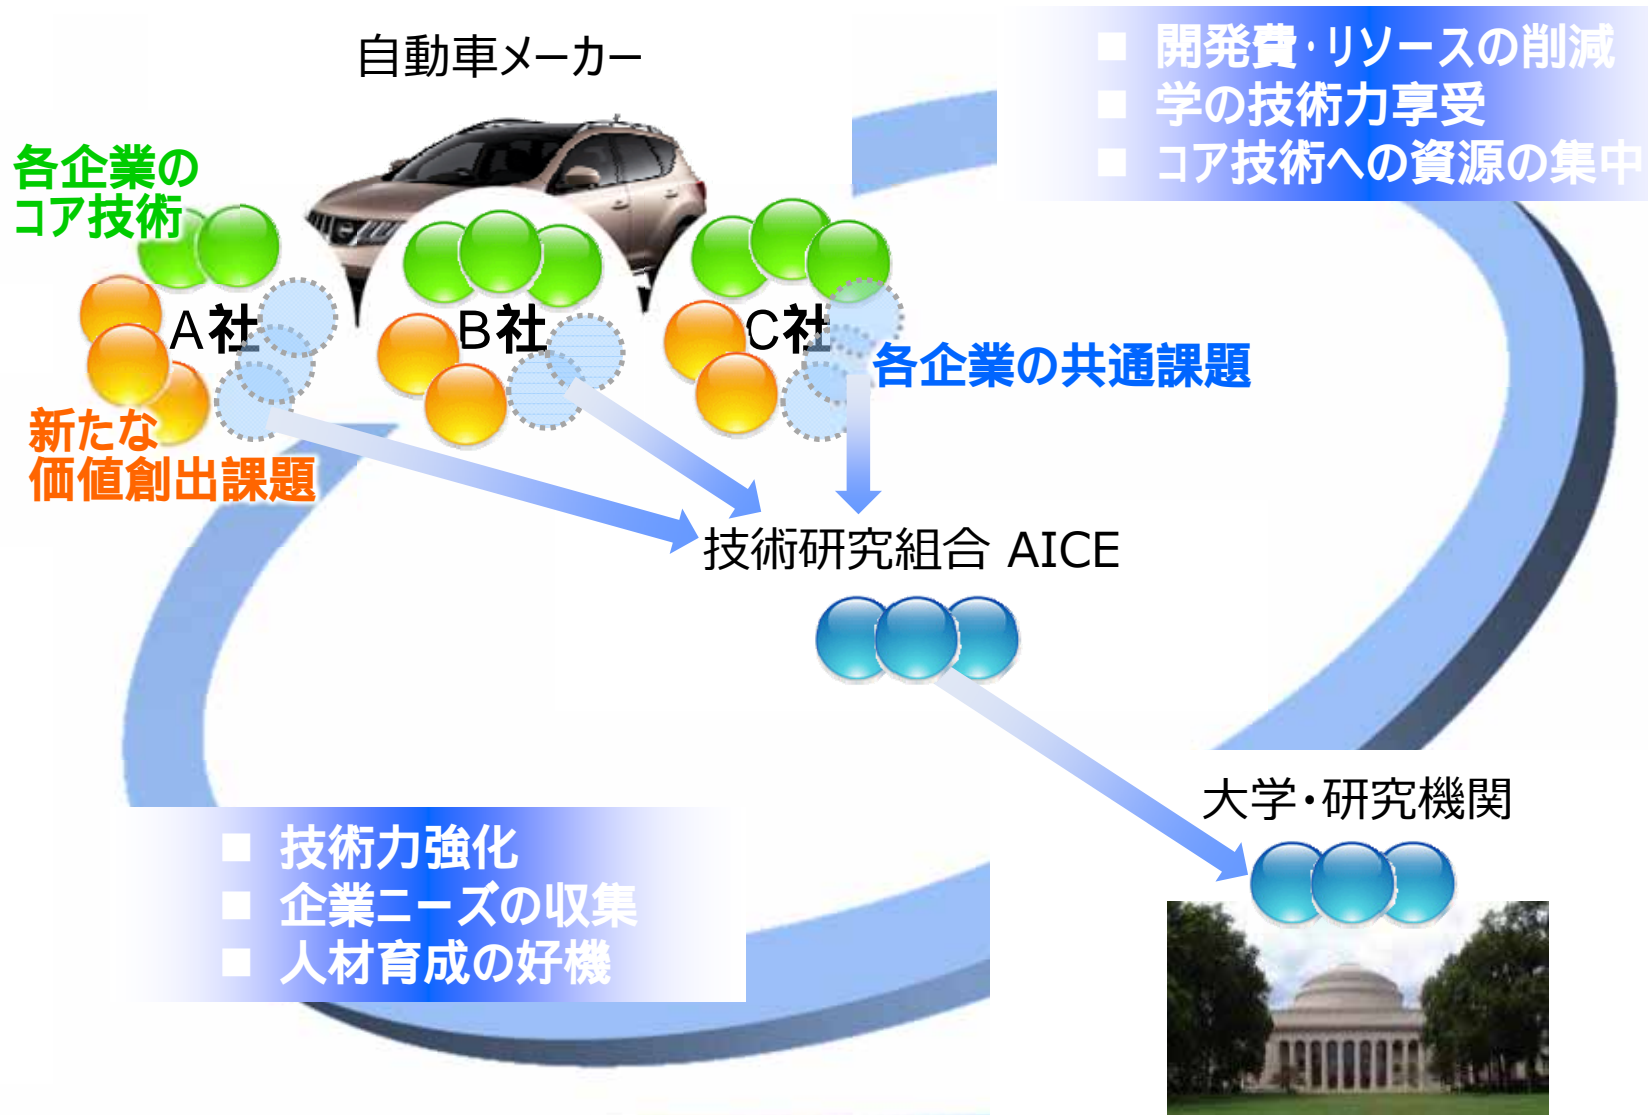 自動車メーカー
■ 開発費・リソースの削減
■ 学の技術力享受
■ コア技術への資源の集中
各企業の
コア技術
A社
B社
C社
各企業の共通課題
新たな
価値創出課題
技術研究組合 AICE
大学・研究機関
■ 技術力強化
■ 企業ニーズの収集
■ 人材育成の好機